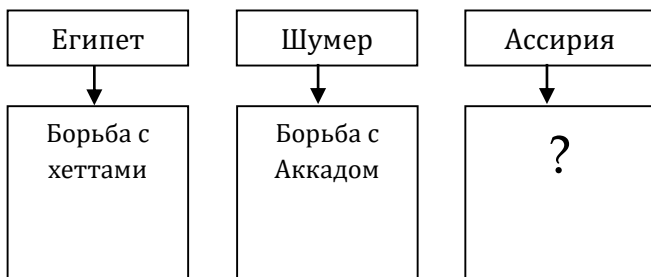 Египет
Шумер
Ассирия
Борьба с
хеттами
Борьба с
Аккадом
?